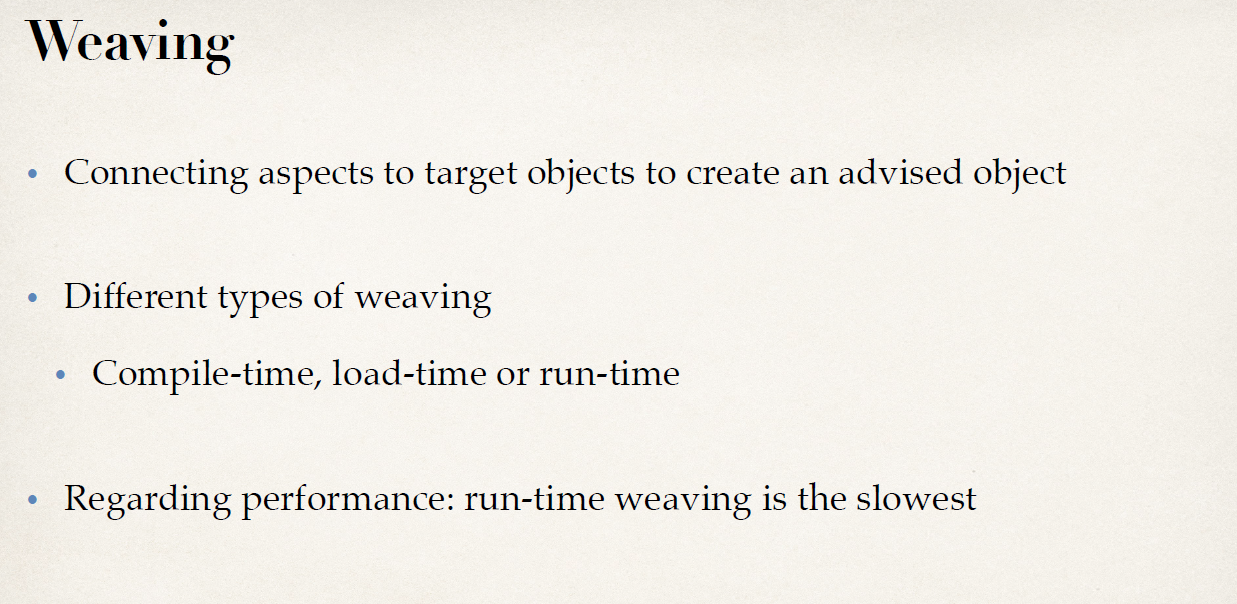 Weaving
• Connecting aspects to target objects to create an advised object
• Different types of weaving
• Compile-time, load-time or run-time
• Regarding performance: run-time weaving is the slowest